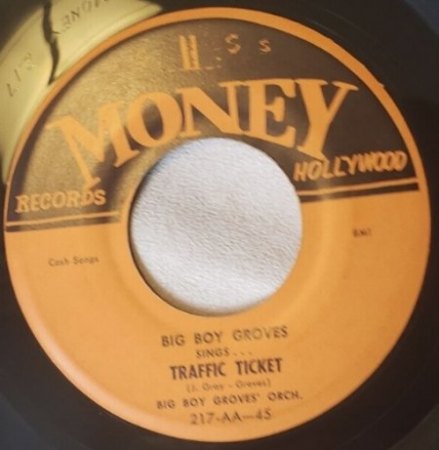 MONEY
RECORDS
HOLLYWOOD
Cash Songs
BMI
BIG BOY GROVES
SINGS...
TRAFFIC TICKET
(J. Gray - Groves)
BIG BOY GROVES' ORCH.
217-AA-45